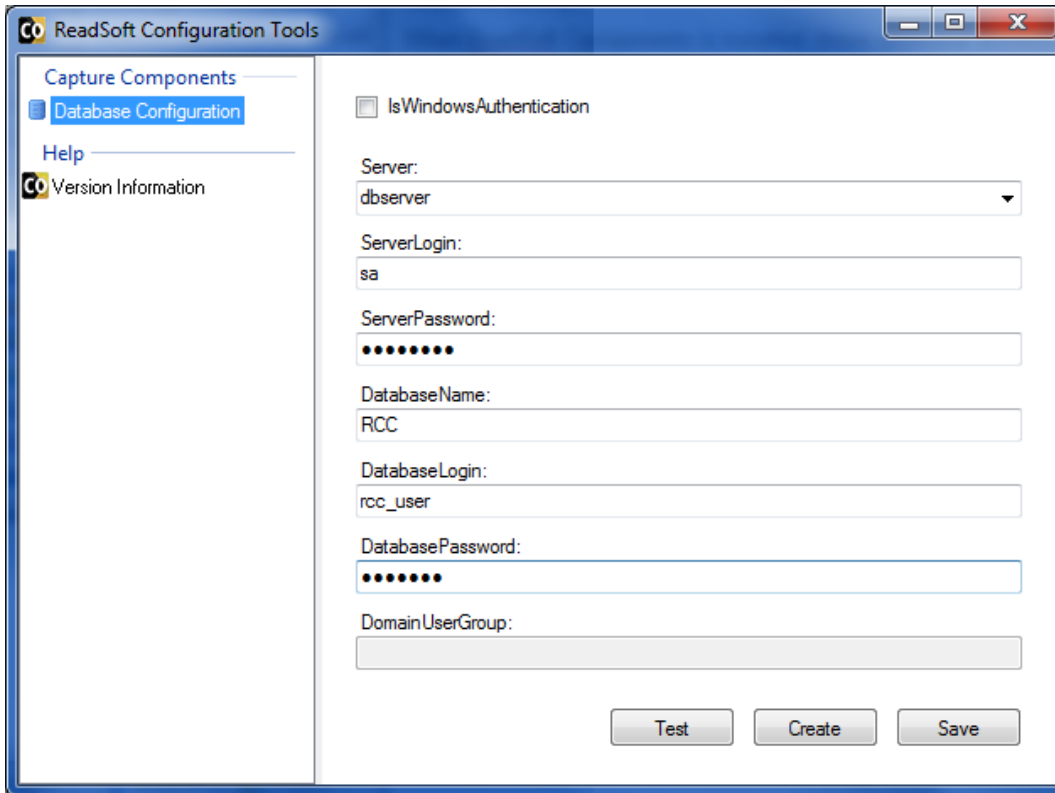 CO ReadSoft Configuration Tools
Capture Components
Database Configuration
Help
CO Version Information
IsWindowsAuthentication
Server:
dbserver
ServerLogin:
sa
ServerPassword:
••••••••
DatabaseName:
RCC
DatabaseLogin:
rcc_user
DatabasePassword:
•••••••
DomainUserGroup:
Test Create Save